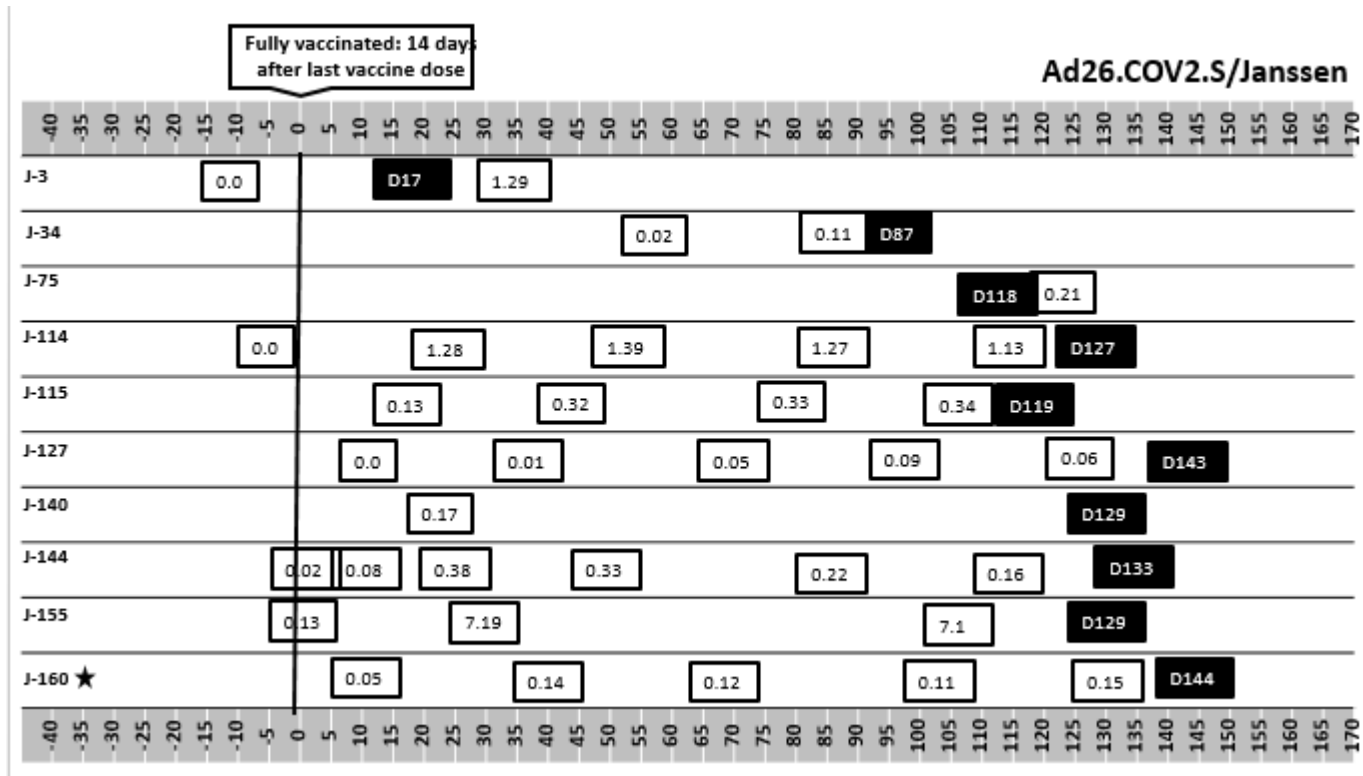 Fully vaccinated: 14 days
after last vaccine dose
Ad26.COV2.S/Janssen
-40 -35 -30 -25 -20 -15 -10 -5 0 5 10 15 20 25 30 35 40 45 50 55 60 65 70 75 80 85 90 95 100 105 110 115 120 125 130 135 140 145 150 155 160 165 170
J-3 0.0 D17 1.29
J-34 0.02 0.11 D87
J-75 D118 0.21
J-114 0.0 1.28 1.39 1.27 1.13 D127
J-115 0.13 0.32 0.33 0.34 D119
J-127 0.0 0.01 0.05 0.09 0.06 D143
J-140 0.17 D129
J-144 0.02 0.08 0.38 0.33 0.22 0.16 D133
J-155 0.13 7.19 7.1 D129
J-160 ★ 0.05 0.14 0.12 0.11 0.15 D144
-40 -35 -30 -25 -20 -15 -10 -5 0 5 10 15 20 25 30 35 40 45 50 55 60 65 70 75 80 85 90 95 100 105 110 115 120 125 130 135 140 145 150 155 160 165 170